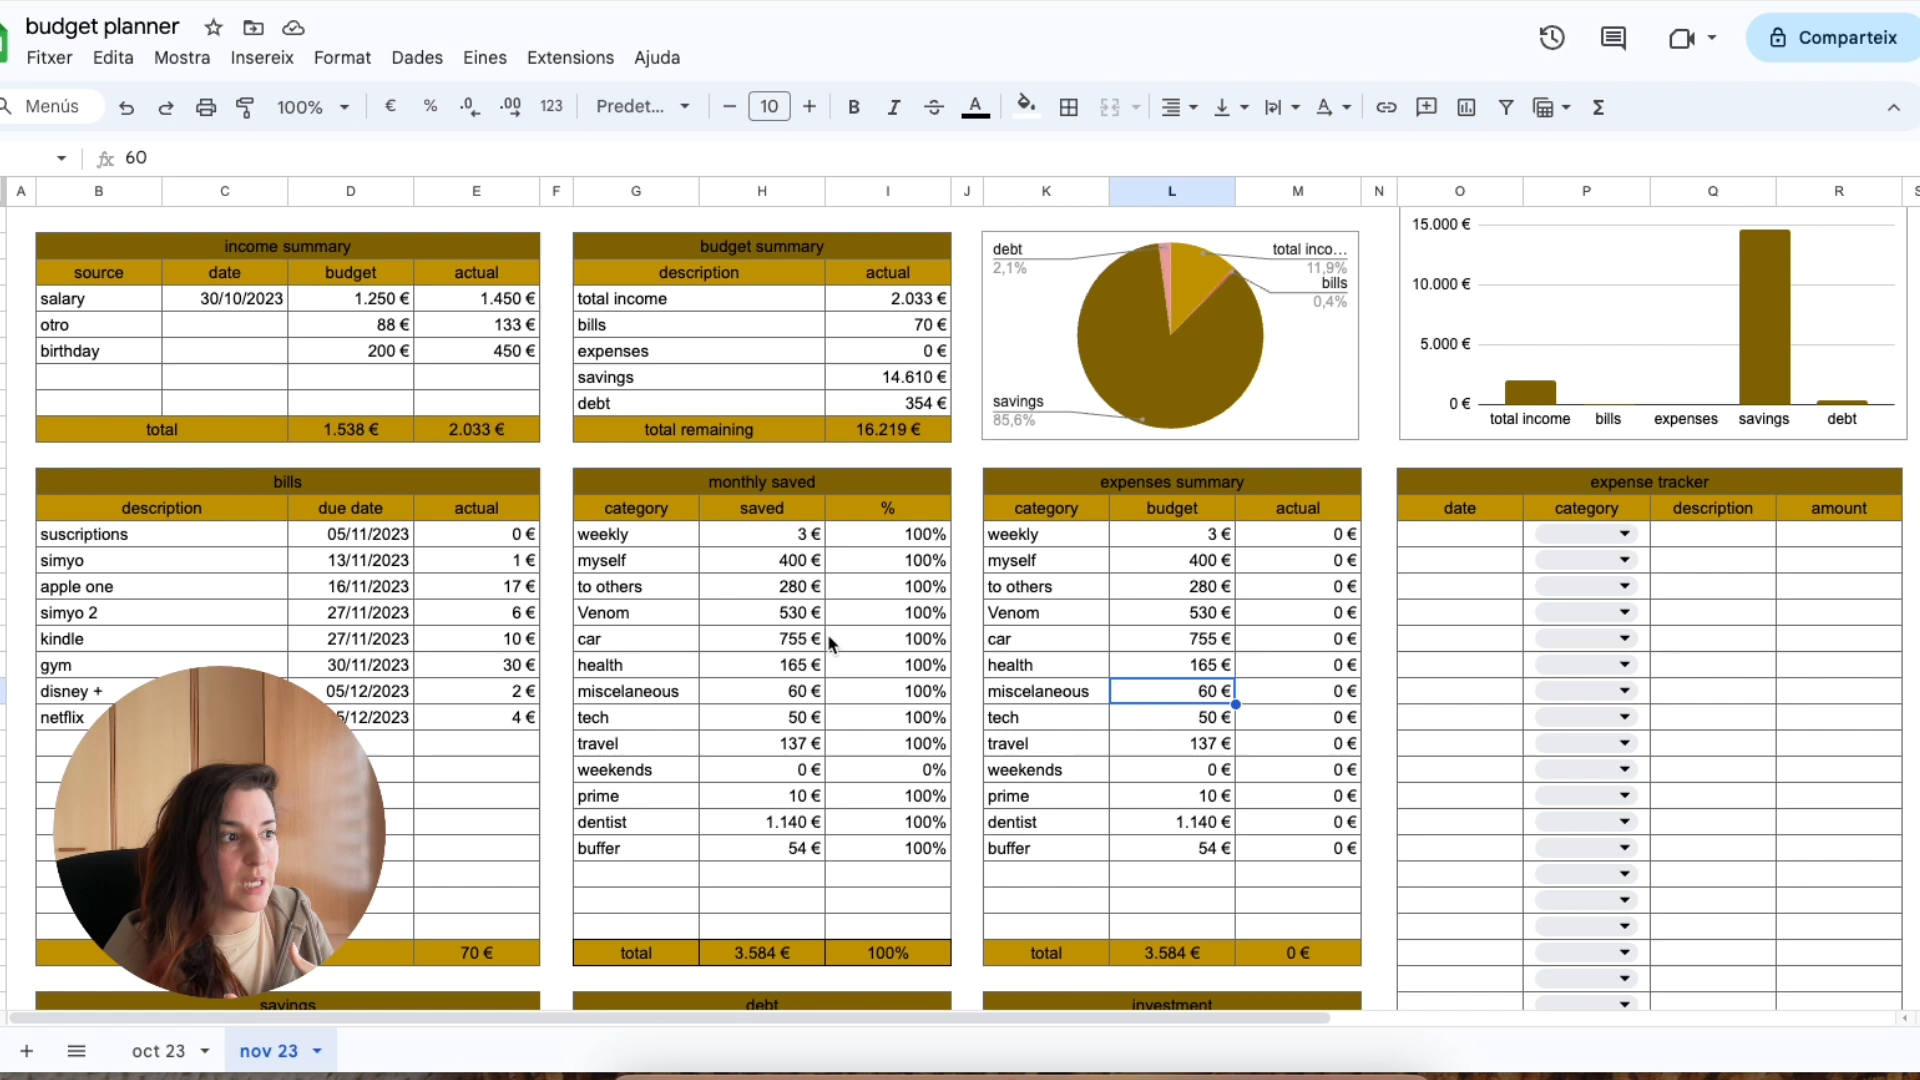 budget planner
Fitxer Edita Mostra Insereix Format Dades Eines Extensions Ajuda
Comparteix
Menús 100% € % .0 .00 123 Predet... 10 B I A A Σ
fx 60
A B C D E F G H I J K L M N O P Q R
income summary
source date budget actual
salary 30/10/2023 1.250 € 1.450 €
otro 88 € 133 €
birthday 200 € 450 €
total 1.538 € 2.033 €
budget summary
description actual
total income 2.033 €
bills 70 €
expenses 0 €
savings 14.610 €
debt 354 €
total remaining 16.219 €
debt
2,1%
total inco...
11,9%
bills
0,4%
savings
85,6%
15.000 €
10.000 €
5.000 €
0 €
total income bills expenses savings debt
bills
description due date actual
suscriptions 05/11/2023 0 €
simyo 13/11/2023 1 €
apple one 16/11/2023 17 €
simyo 2 27/11/2023 6 €
kindle 27/11/2023 10 €
gym 30/11/2023 30 €
disney + 05/12/2023 2 €
netflix 5/12/2023 4 €
70 €
monthly saved
category saved %
weekly 3 € 100%
myself 400 € 100%
to others 280 € 100%
Venom 530 € 100%
car 755 € 100%
health 165 € 100%
miscelaneous 60 € 100%
tech 50 € 100%
travel 137 € 100%
weekends 0 € 0%
prime 10 € 100%
dentist 1.140 € 100%
buffer 54 € 100%
total 3.584 € 100%
expenses summary
category budget actual
weekly 3 € 0 €
myself 400 € 0 €
to others 280 € 0 €
Venom 530 € 0 €
car 755 € 0 €
health 165 € 0 €
miscelaneous 60 € 0 €
tech 50 € 0 €
travel 137 € 0 €
weekends 0 € 0 €
prime 10 € 0 €
dentist 1.140 € 0 €
buffer 54 € 0 €
total 3.584 € 0 €
expense tracker
date category description amount
savings debt investment
oct 23 nov 23